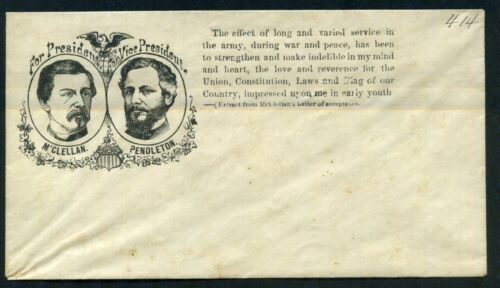 For President
Vice President.
McCLELLAN.
PENDLETON.
The effect of long and varied service in
the army, during war and peace, has been
to strengthen and make indelible in my mind
and heart, the love and reverence for the
Union, Constitution, Laws and Flag of our
Country, impressed upon me in early youth
—(Extract from McClellan's Letter of acceptance.
414